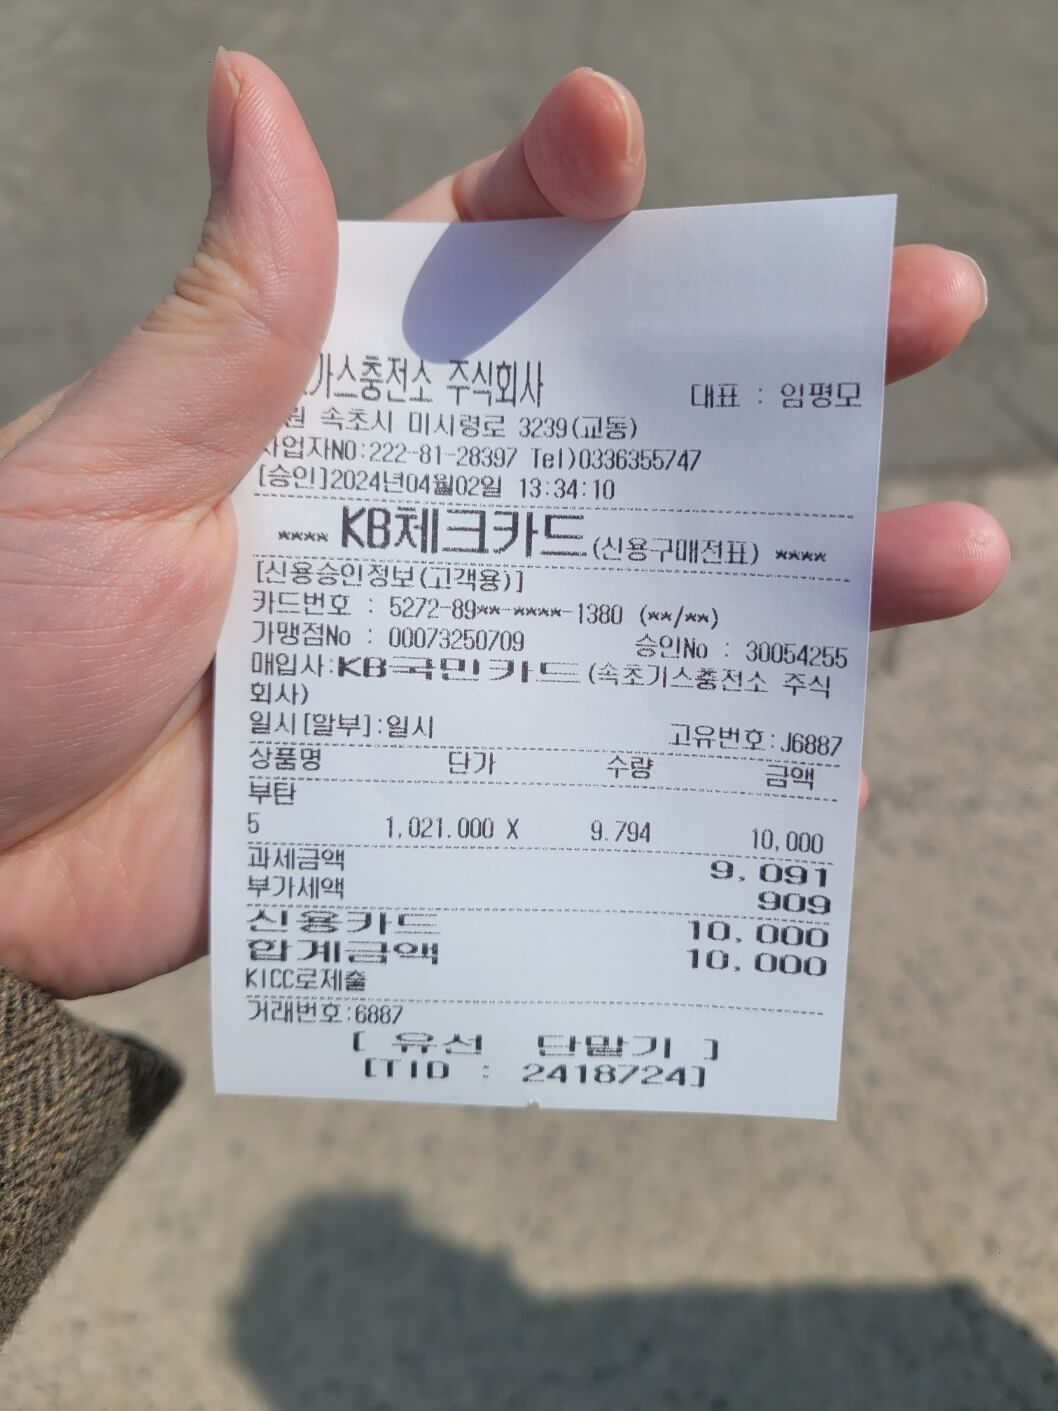 가스충전소 주식회사 대표 : 임평모
원 속초시 미시령로 3239(교동)
사업자NO:222-81-28397 Tel)0336355747
[승인]2024년04월02일 13:34:10
**** KB체크카드(신용구매전표) ****
[신용승인정보(고객용)]
카드번호 : 5272-89**-****-1380 (**/**)
가맹점No : 00073250709 승인No : 30054255
매입사:KB국민카드(속초가스충전소 주식
회사)
일시[할부]:일시 고유번호:J6887
상품명 단가 수량 금액
부탄
5 1,021.000 X 9.794 10,000
과세금액 9,091
부가세액 909
신용카드 10,000
합계금액 10,000
KICC로제출
거래번호:6887
[ 유선 단말기 ]
[TID : 2418724]